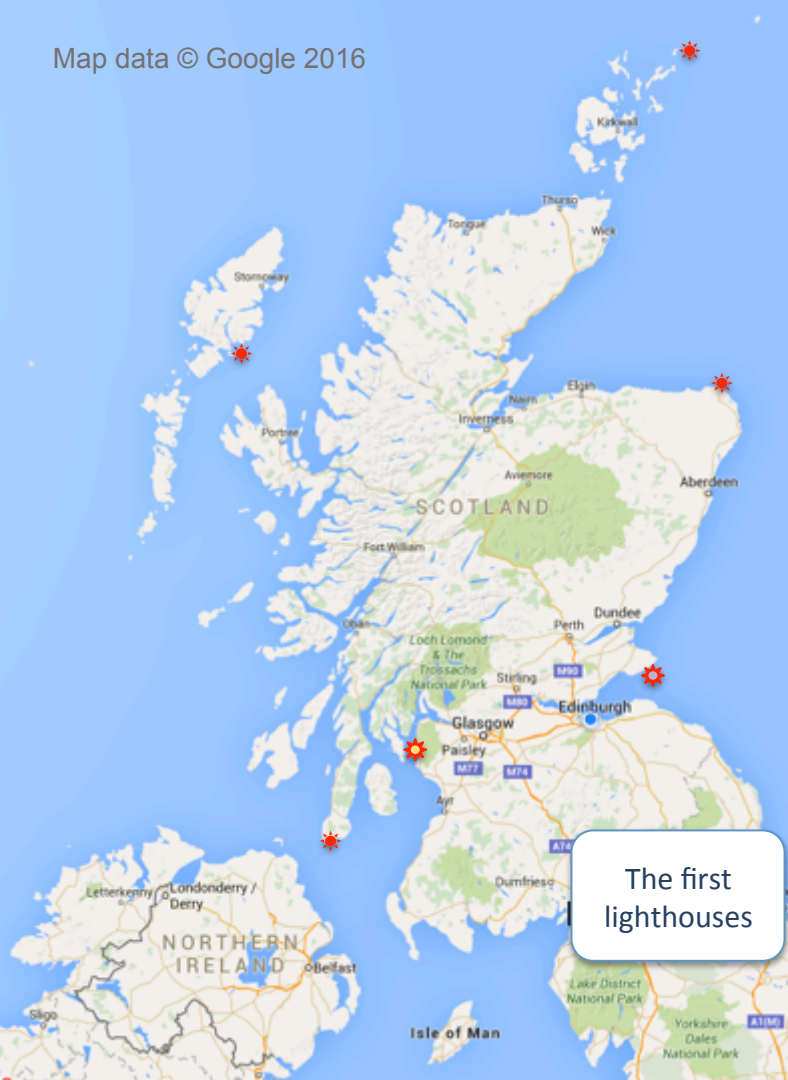 Map data © Google 2016
Kirkwall
Thurso
Tongue
Wick
Stornoway
Elgin
Nairn
Inverness
Portree
Aviemore
Aberdeen
SCOTLAND
Fort William
Dundee
Oban
Perth
Loch Lomond
& The
Trossachs
National Park
M90
Stirling
M80
Edinburgh
Glasgow
Paisley
M77
M74
Ayr
A74
The first
lighthouses
Dumfries
Letterkenny
Londonderry /
Derry
NORTHERN
IRELAND
Belfast
Lake District
National Park
Sligo
Isle of Man
A1(M)
Yorkshire
Dales
National Park